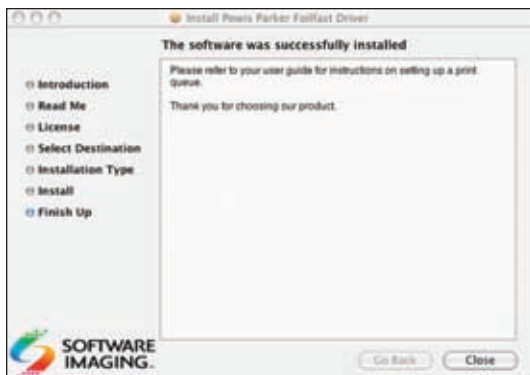 Install Powis Parker Foilfast Driver
The software was successfully installed
Introduction
Read Me
License
Select Destination
Installation Type
Install
Finish Up
Please refer to your user guide for instructions on setting up a print
queue.
Thank you for choosing our product.
SOFTWARE
IMAGING.
Go Back
Close